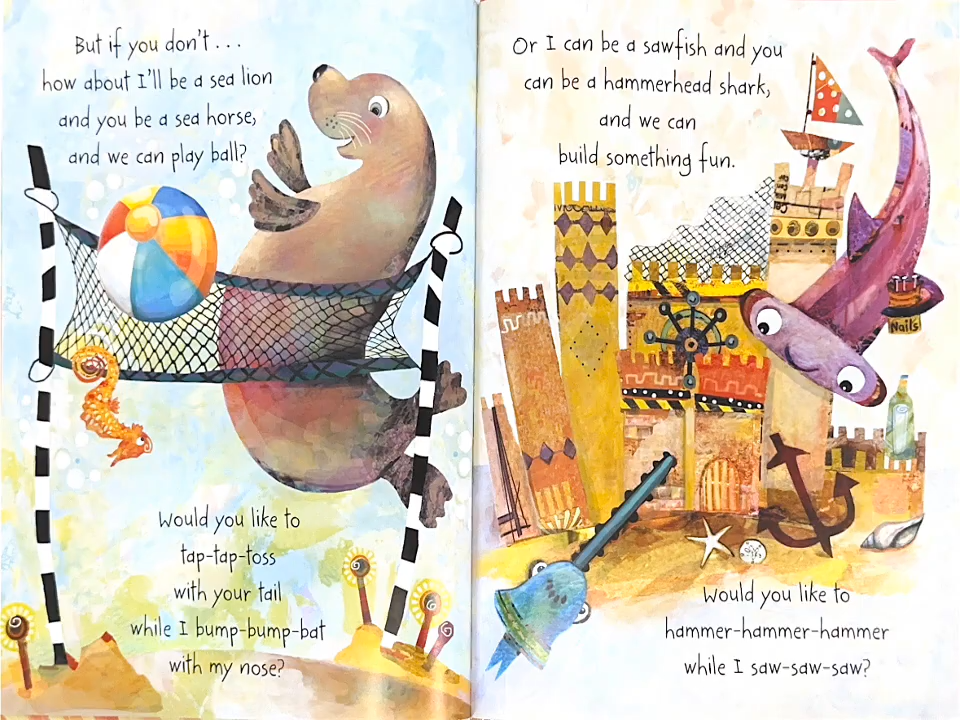 But if you don't . . .
how about I'll be a sea lion
and you be a sea horse,
and we can play ball?
Would you like to
tap-tap-toss
with your tail
while I bump-bump-bat
with my nose?
Or I can be a sawfish and you
can be a hammerhead shark,
and we can
build something fun.
Nails
Would you like to
hammer-hammer-hammer
while I saw-saw-saw?